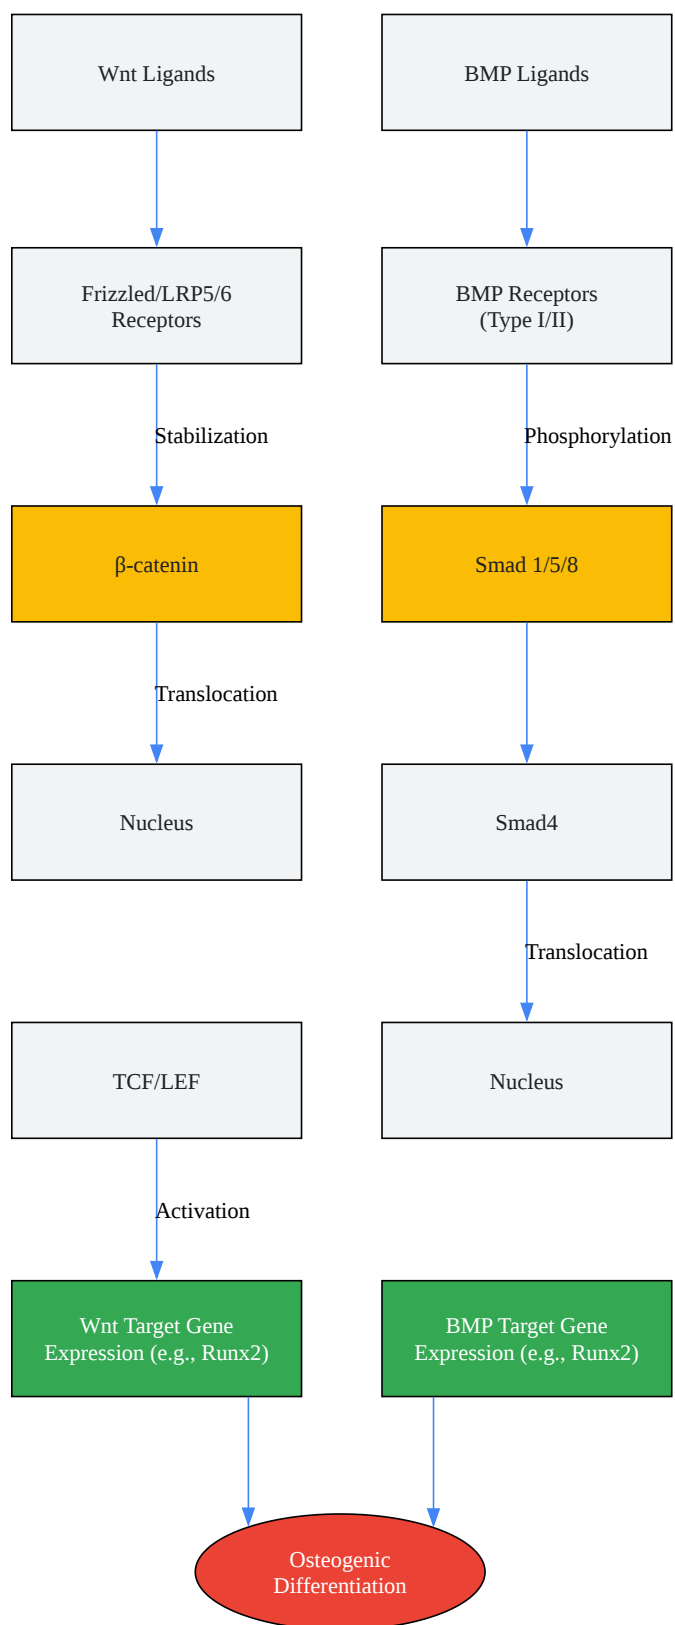 Wnt Ligands
BMP Ligands
Frizzled/LRP5/6
Receptors
BMP Receptors
(Type I/II)
Stabilization
Phosphorylation
β-catenin
Smad 1/5/8
Translocation
Nucleus
Smad4
Translocation
TCF/LEF
Nucleus
Activation
Wnt Target Gene
Expression (e.g., Runx2)
BMP Target Gene
Expression (e.g., Runx2)
Osteogenic
Differentiation